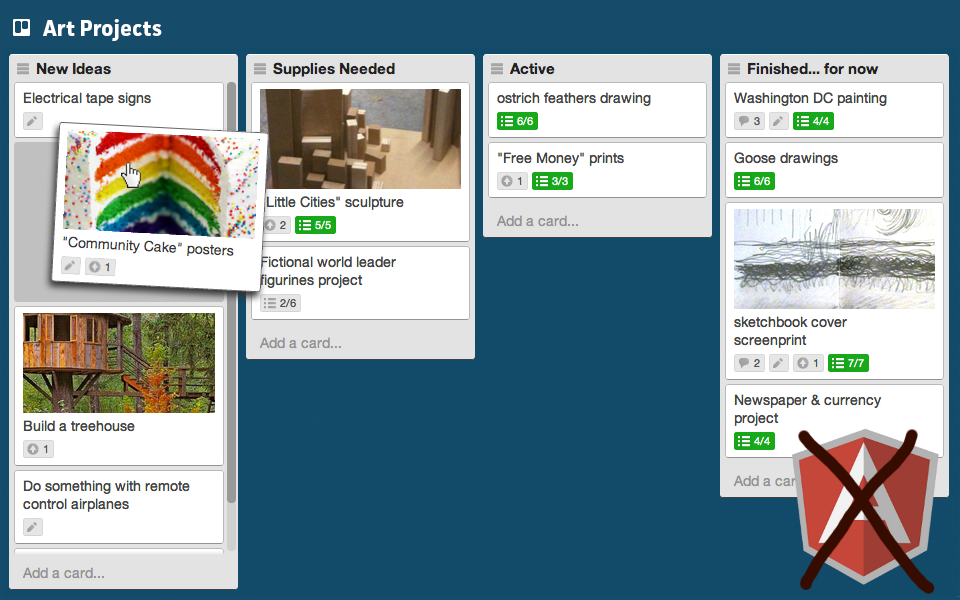 Art Projects
New Ideas
Electrical tape signs
"Community Cake" posters
1
Build a treehouse
1
Do something with remote
control airplanes
Add a card...
Supplies Needed
Little Cities" sculpture
2 5/5
Fictional world leader
figurines project
2/6
Add a card...
Active
ostrich feathers drawing
6/6
"Free Money" prints
1 3/3
Add a card...
Finished... for now
Washington DC painting
3 4/4
Goose drawings
6/6
sketchbook cover
screenprint
2 1 7/7
Newspaper & currency
project
4/4
Add a car
A